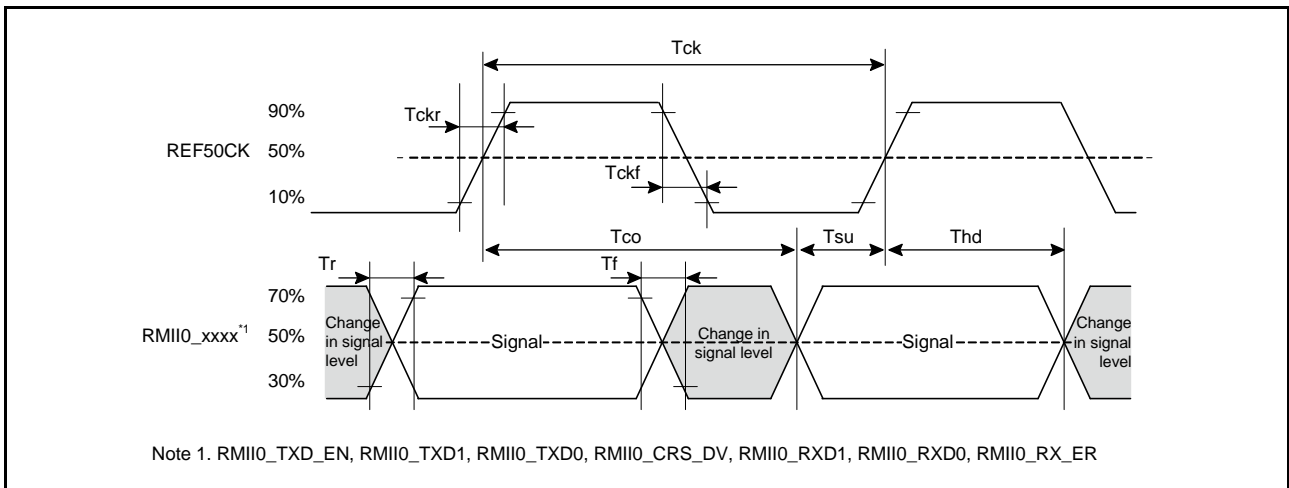 Tck
90%
Tckr
REF50CK 50%
Tckf
10%
Tco Tsu Thd
Tr Tf
70%
RMII0_xxxx*1 50%
30%
Change
in signal
level
Signal
Change in
signal level
Signal
Change
in signal
level
Note 1. RMII0_TXD_EN, RMII0_TXD1, RMII0_TXD0, RMII0_CRS_DV, RMII0_RXD1, RMII0_RXD0, RMII0_RX_ER